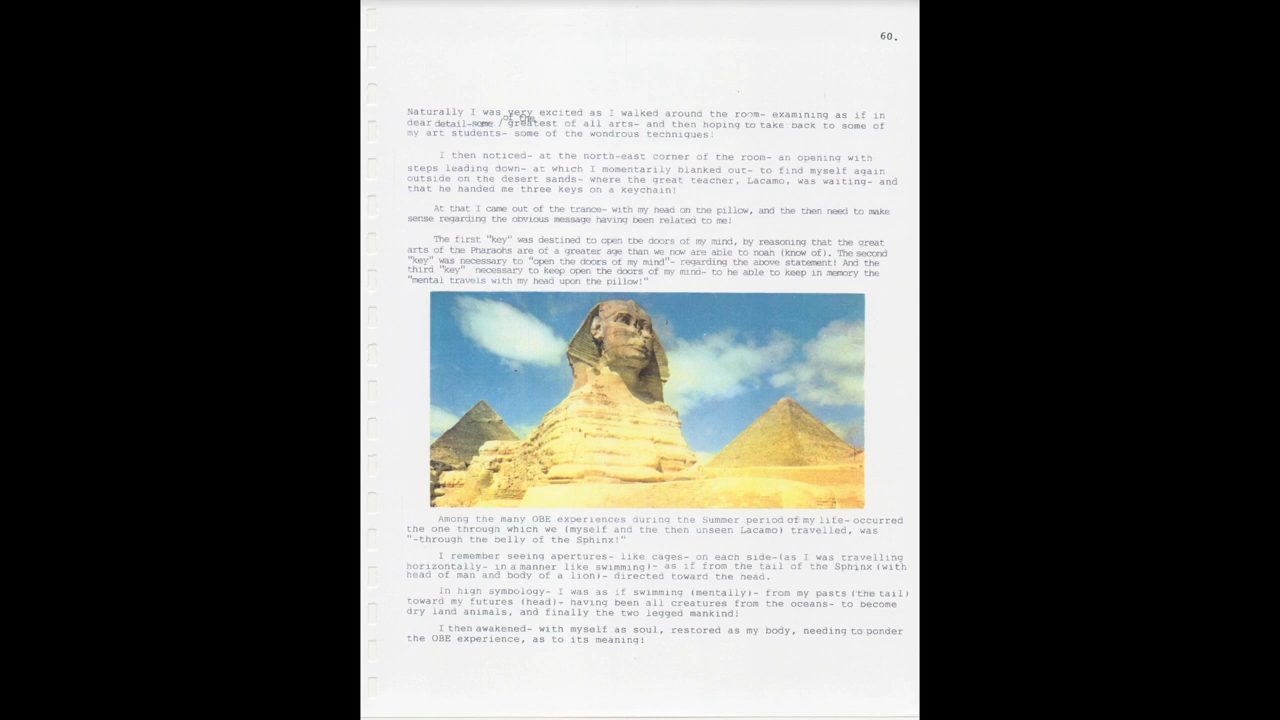 60.
Naturally I was very excited as I walked around the room- examining as if in
of the
dear detail-some / greatest of all arts- and then hoping to take back to some of
my art students- some of the wondrous techniques!
I then noticed- at the north-east corner of the room- an opening with
steps leading down- at which I momentarily blanked out- to find myself again
outside on the desert sands- where the great teacher, Lacamo, was waiting- and
that he handed me three keys on a keychain!
At that I came out of the trance- with my head on the pillow, and the then need to make
sense regarding the obvious message having been related to me!
The first "key" was destined to open tbe doors of my mind, by reasoning that the great
arts of the Pharaohs are of a greater age than we now are able to noah (know of). The second
"key" was necessary to "open the doors of my mind"- regarding the above statement! And the
third "key" necessary to keep open the doors of my mind- to he able to keep in memory the
"mental travels with my head upon the pillow!"
Among the many OBE experiences during the Summer period of my life- occurred
the one through which we (myself and the then unseen Lacamo) travelled, was
"-through the belly of the Sphinx!"
I remember seeing apertures- like cages- on each side-(as I was travelling
horizontally- in a manner like swimming)- as if from the tail of the Sphinx (with
head of man and body of a lion)- directed toward the head.
In high symbology- I was as if swimming (mentally)- from my pasts (the tail)
toward my futures (head)- having been all creatures from the oceans- to become
dry land animals, and finally the two legged mankind!
I then awakened- with myself as soul, restored as my body, needing to ponder
the OBE experience, as to its meaning!